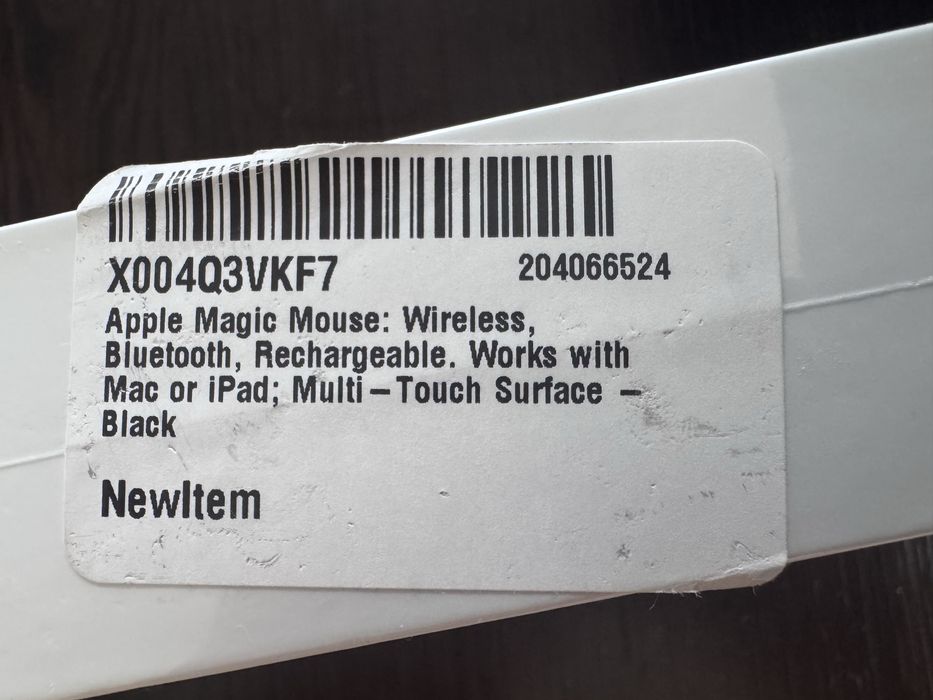 X004Q3VKF7 204066524
Apple Magic Mouse: Wireless,
Bluetooth, Rechargeable. Works with
Mac or iPad; Multi-Touch Surface -
Black
NewItem